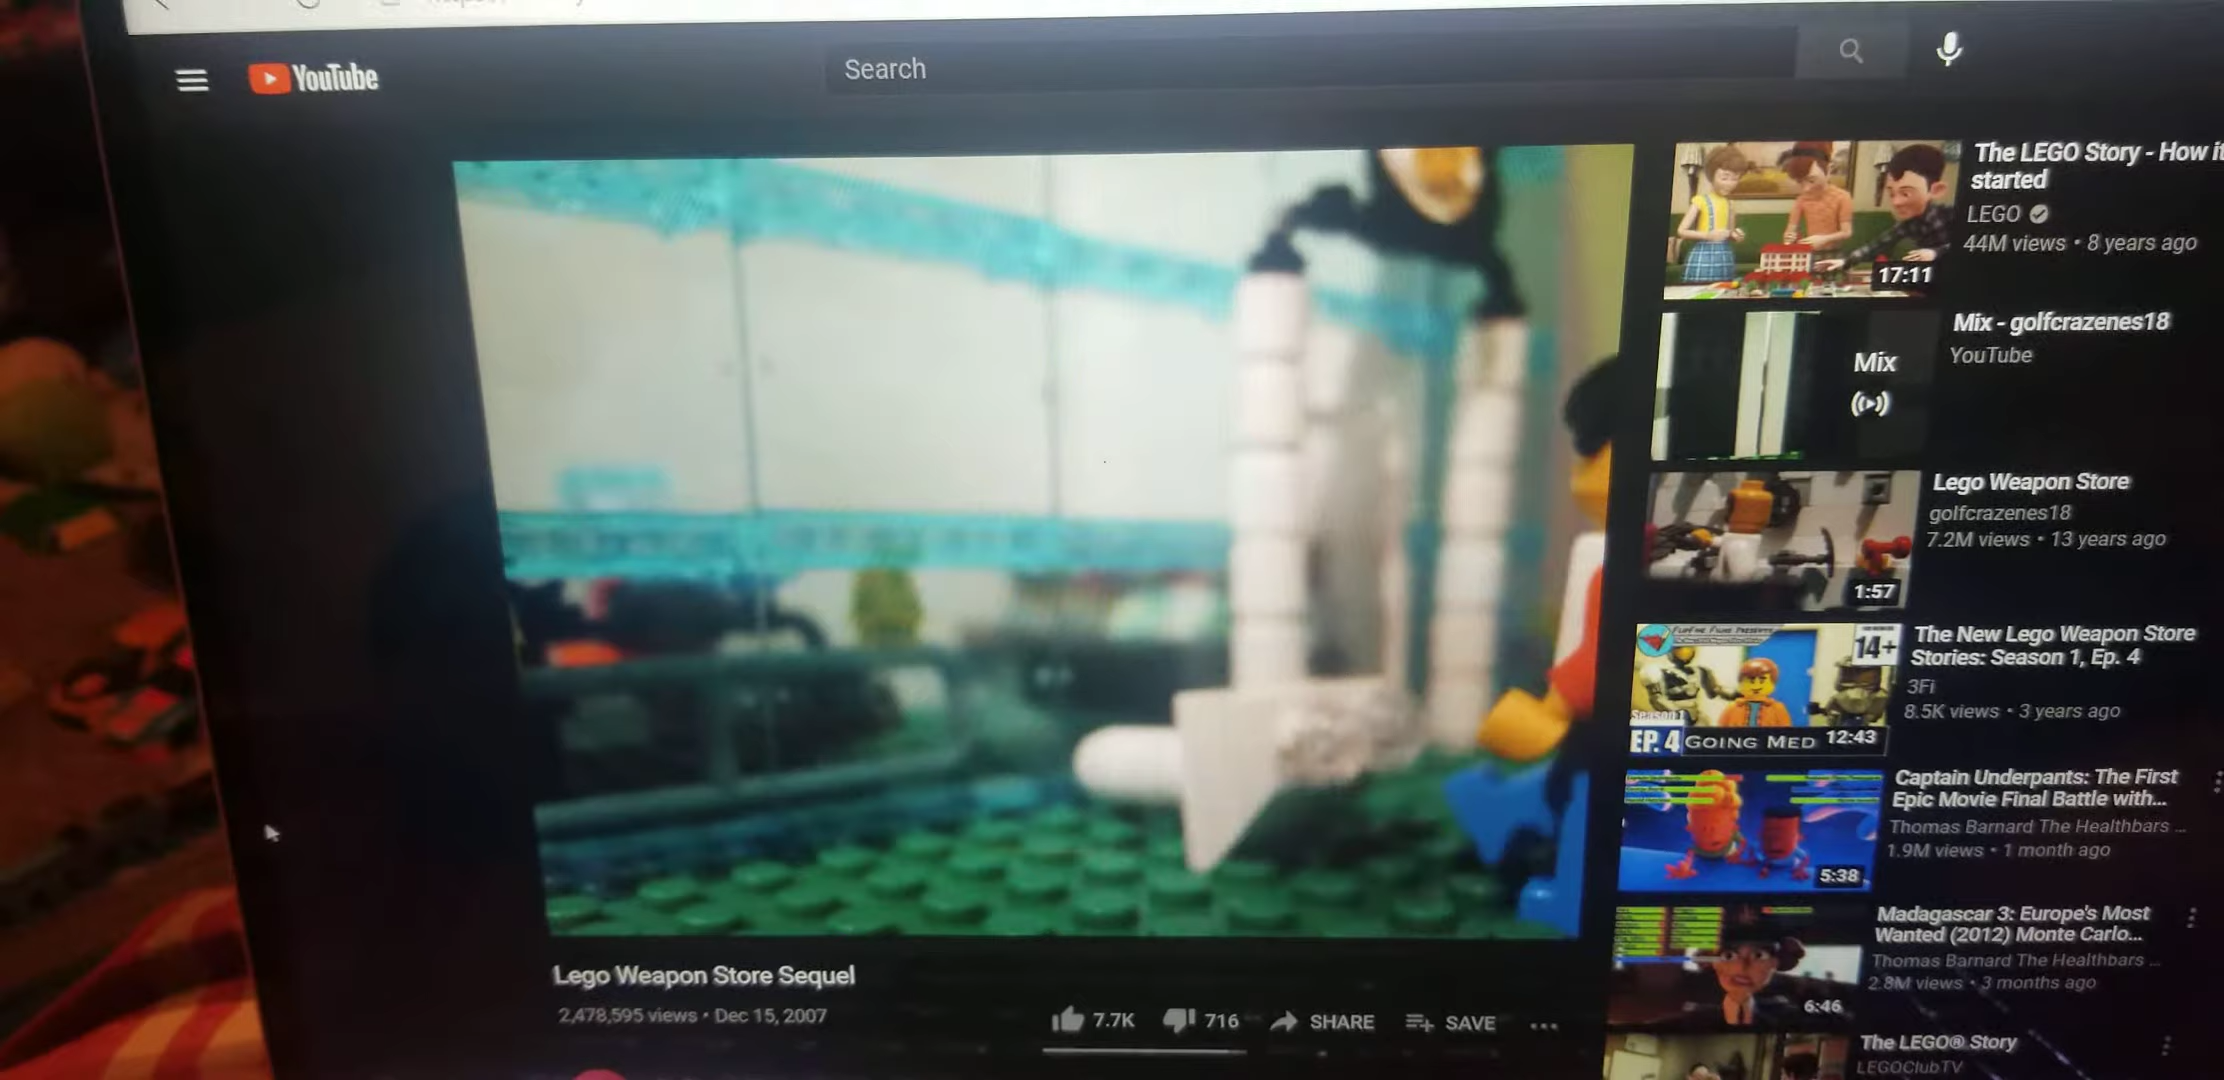 YouTube
Search
The LEGO Story - How it
started
LEGO
44M views • 8 years ago
17:11
Mix - golfcrazenes18
YouTube
Mix
Lego Weapon Store
golfcrazenes18
7.2M views • 13 years ago
1:57
The New Lego Weapon Store
Stories: Season 1, Ep. 4
3Fi
8.5K views • 3 years ago
14+
Season 1
EP. 4 GOING MED
12:43
Captain Underpants: The First
Epic Movie Final Battle with...
Thomas Barnard The Healthbars ...
1.9M views • 1 month ago
5:38
Madagascar 3: Europe's Most
Wanted (2012) Monte Carlo...
Thomas Barnard The Healthbars ...
2.8M views • 3 months ago
6:46
The LEGO® Story
LEGOClubTV
Lego Weapon Store Sequel
2,478,595 views • Dec 15, 2007
7.7K
716
SHARE
SAVE